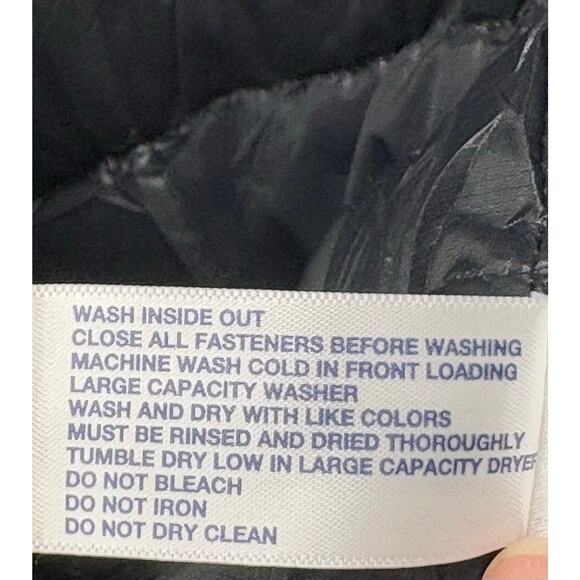 WASH INSIDE OUT
CLOSE ALL FASTENERS BEFORE WASHING
MACHINE WASH COLD IN FRONT LOADING
LARGE CAPACITY WASHER
WASH AND DRY WITH LIKE COLORS
MUST BE RINSED AND DRIED THOROUGHLY
TUMBLE DRY LOW IN LARGE CAPACITY DRYER
DO NOT BLEACH
DO NOT IRON
DO NOT DRY CLEAN